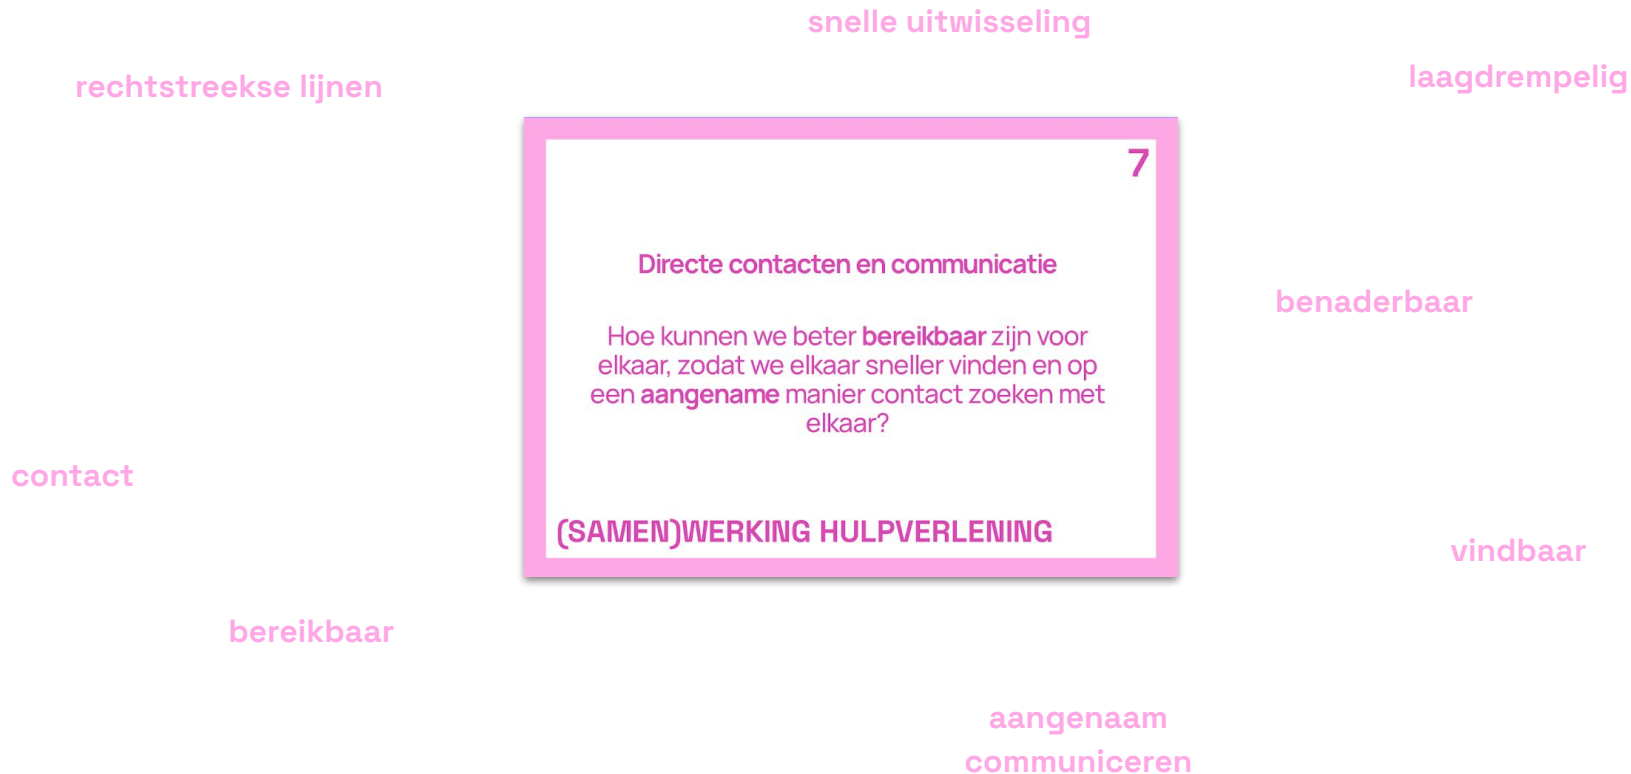 snelle uitwisseling
laagdrempelig
rechtstreekse lijnen
7
Directe contacten en communicatie
benaderbaar
Hoe kunnen we beter bereikbaar zijn voor
elkaar, zodat we elkaar sneller vinden en op
een aangename manier contact zoeken met
elkaar?
contact
(SAMEN)WERKING HULPVERLENING
vindbaar
bereikbaar
aangenaam
communiceren